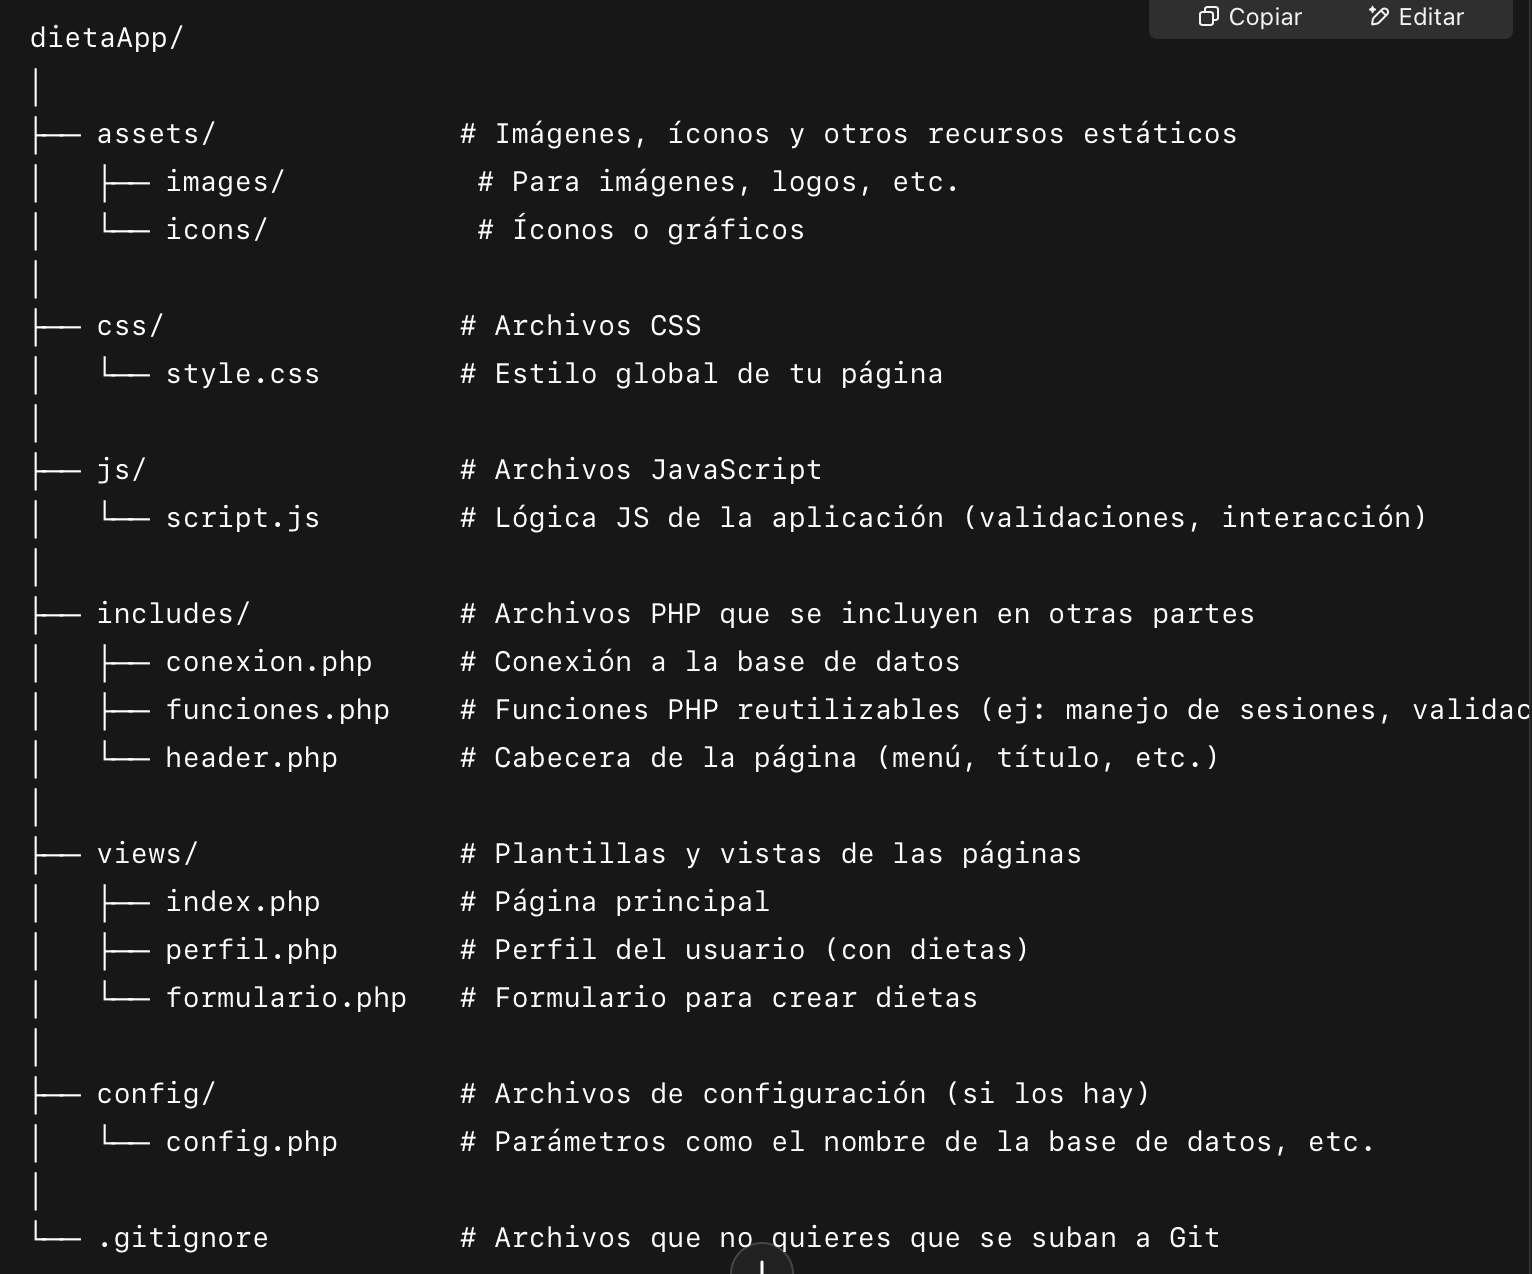 Copiar Editar
dietaApp/
│
├── assets/                # Imágenes, íconos y otros recursos estáticos
│   ├── images/            # Para imágenes, logos, etc.
│   └── icons/             # Íconos o gráficos
│
├── css/                   # Archivos CSS
│   └── style.css          # Estilo global de tu página
│
├── js/                    # Archivos JavaScript
│   └── script.js          # Lógica JS de la aplicación (validaciones, interacción)
│
├── includes/              # Archivos PHP que se incluyen en otras partes
│   ├── conexion.php       # Conexión a la base de datos
│   ├── funciones.php      # Funciones PHP reutilizables (ej: manejo de sesiones, validac
│   └── header.php         # Cabecera de la página (menú, título, etc.)
│
├── views/                 # Plantillas y vistas de las páginas
│   ├── index.php          # Página principal
│   ├── perfil.php         # Perfil del usuario (con dietas)
│   └── formulario.php     # Formulario para crear dietas
│
├── config/                # Archivos de configuración (si los hay)
│   └── config.php         # Parámetros como el nombre de la base de datos, etc.
│
└── .gitignore             # Archivos que no quieres que se suban a Git